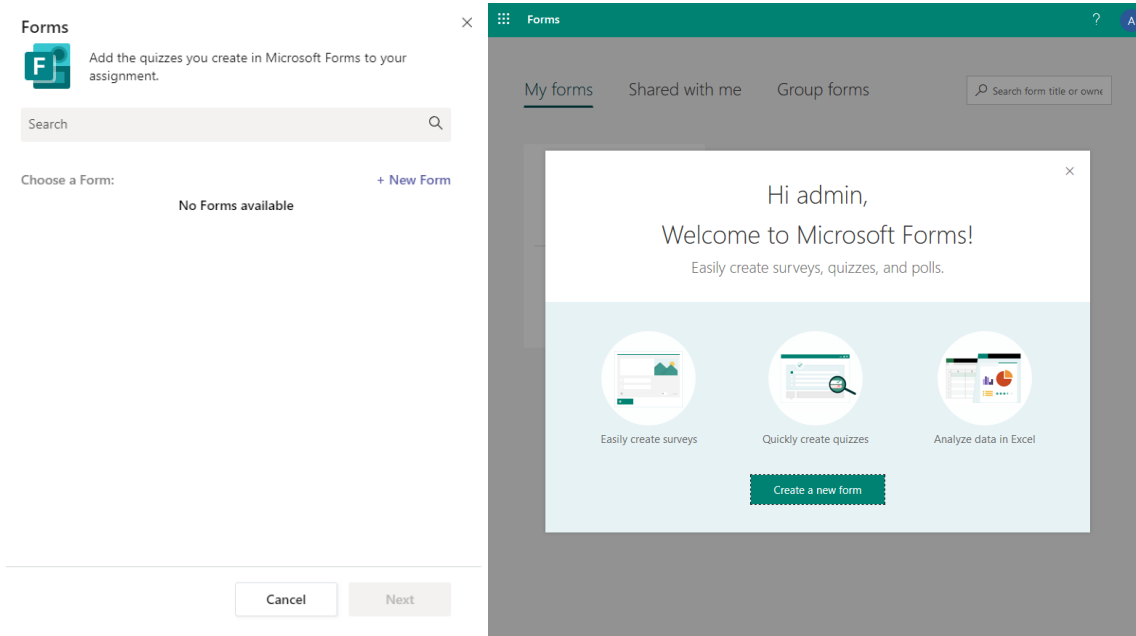 Forms
F
Add the quizzes you create in Microsoft Forms to your
assignment.
Search
Choose a Form:
+ New Form
No Forms available
Cancel
Next
Forms
?
A
My forms
Shared with me
Group forms
Search form title or owne
Hi admin,
Welcome to Microsoft Forms!
Easily create surveys, quizzes, and polls.
Easily create surveys
Quickly create quizzes
Analyze data in Excel
Create a new form